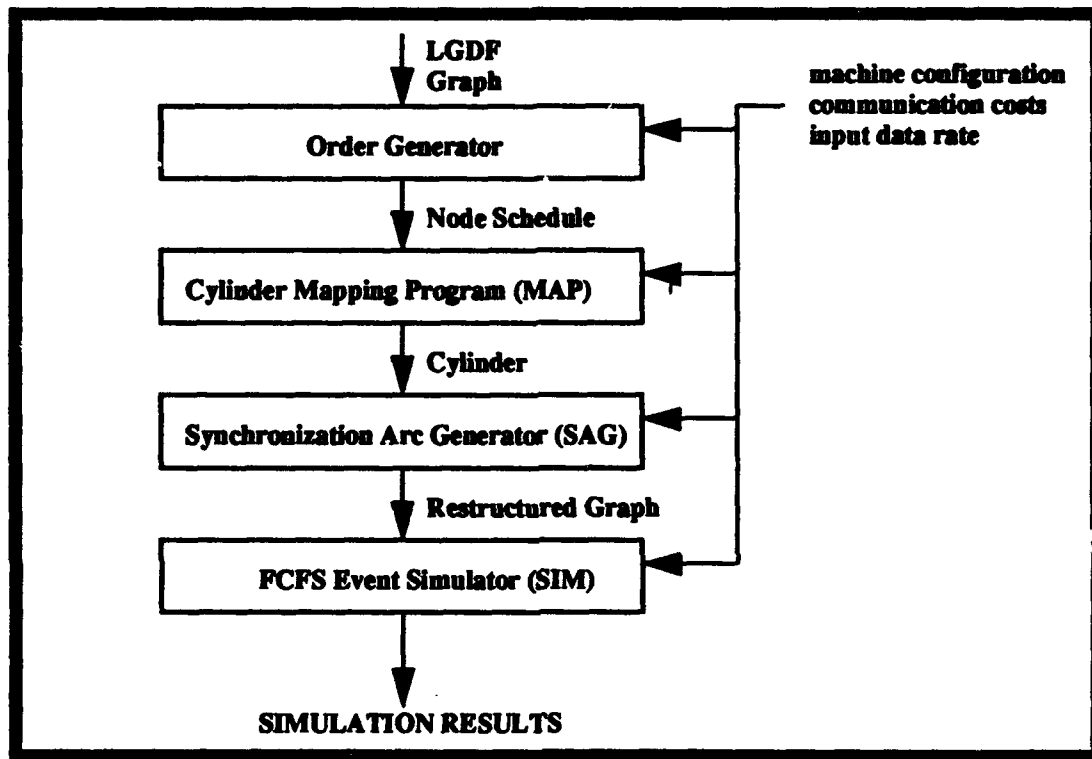 LGDF
Graph
machine configuration
communication costs
input data rate
Order Generator
Node Schedule
Cylinder Mapping Program (MAP)
Cylinder
Synchronization Arc Generator (SAG)
Restructured Graph
FCFS Event Simulator (SIM)
SIMULATION RESULTS